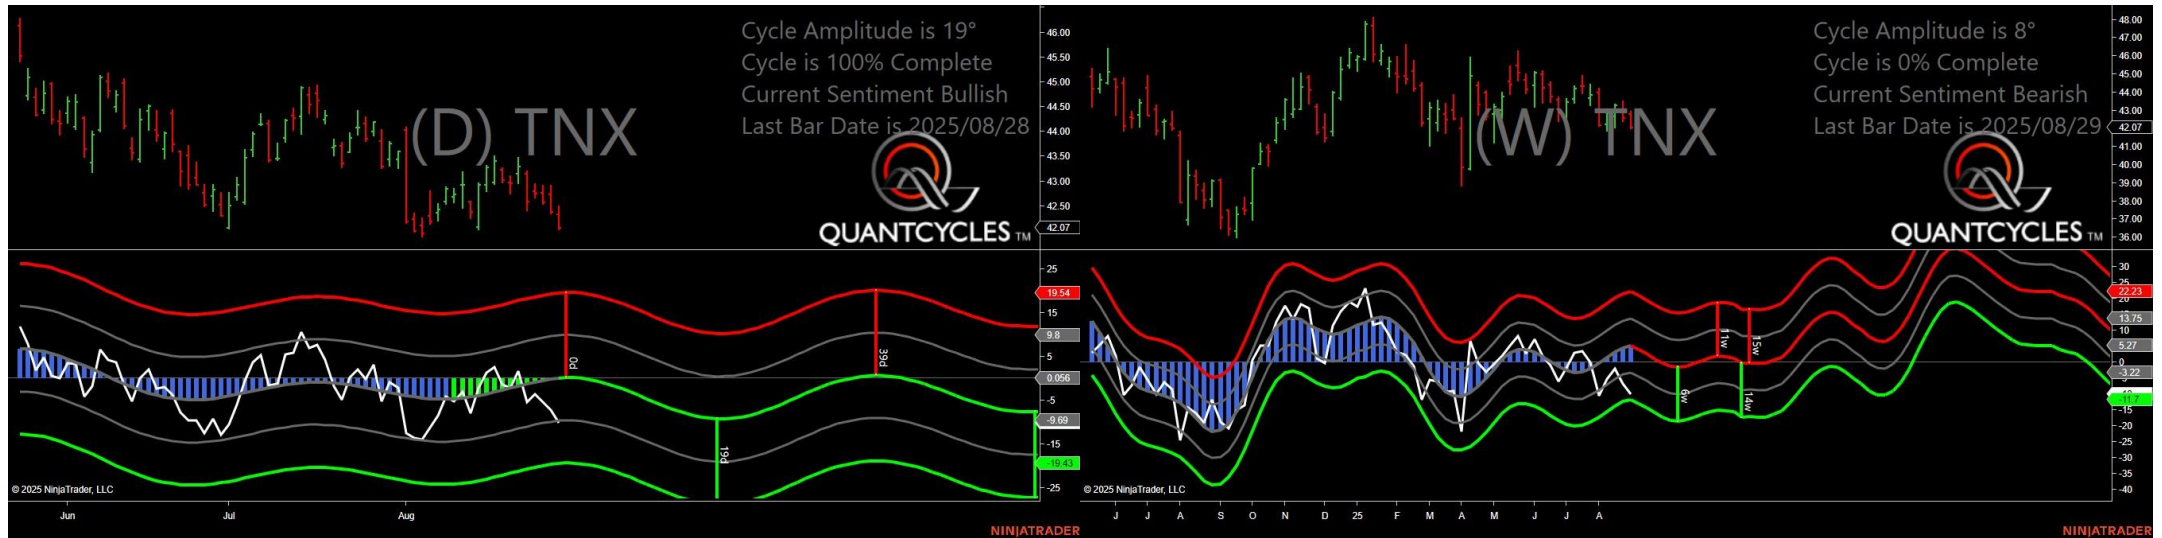 Cycle Amplitude is 19°
Cycle is 100% Complete
Current Sentiment Bullish
Last Bar Date is 2025/08/28
(D) TNX
QUANTCYCLES TM
46.00
45.50
45.00
44.50
44.00
43.50
43.00
42.50
42.07
25
19.54
15
9.8
5
0.056
-5
-9.69
-15
-19.43
-25
0d
39d
19d
© 2025 NinjaTrader, LLC
Jun Jul Aug
NINJATRADER
Cycle Amplitude is 8°
Cycle is 0% Complete
Current Sentiment Bearish
Last Bar Date is 2025/08/29
(W) TNX
QUANTCYCLES TM
48.00
47.00
46.00
45.00
44.00
43.00
42.07
41.00
40.00
39.00
38.00
37.00
36.00
30
22.23
13.75
10
5.27
0
-3.22
-11.7
-15
-20
-25
-30
-35
-40
11w
15w
6w
14w
© 2025 NinjaTrader, LLC
J J A S O N D 25 F M A M J J A
NINJATRADER